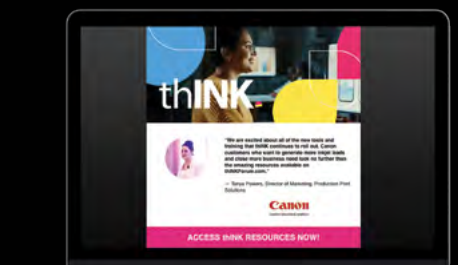 thINK
"We are excited about all of the new tools and
training that thINK continues to roll out. Canon
customers who want to generate more inkjet leads
and close more business need look no further than
the amazing resources available on
thINKForum.com."
— Tonya Powers, Director of Marketing, Production Print
Solutions
Canon
ACCESS thINK RESOURCES NOW!